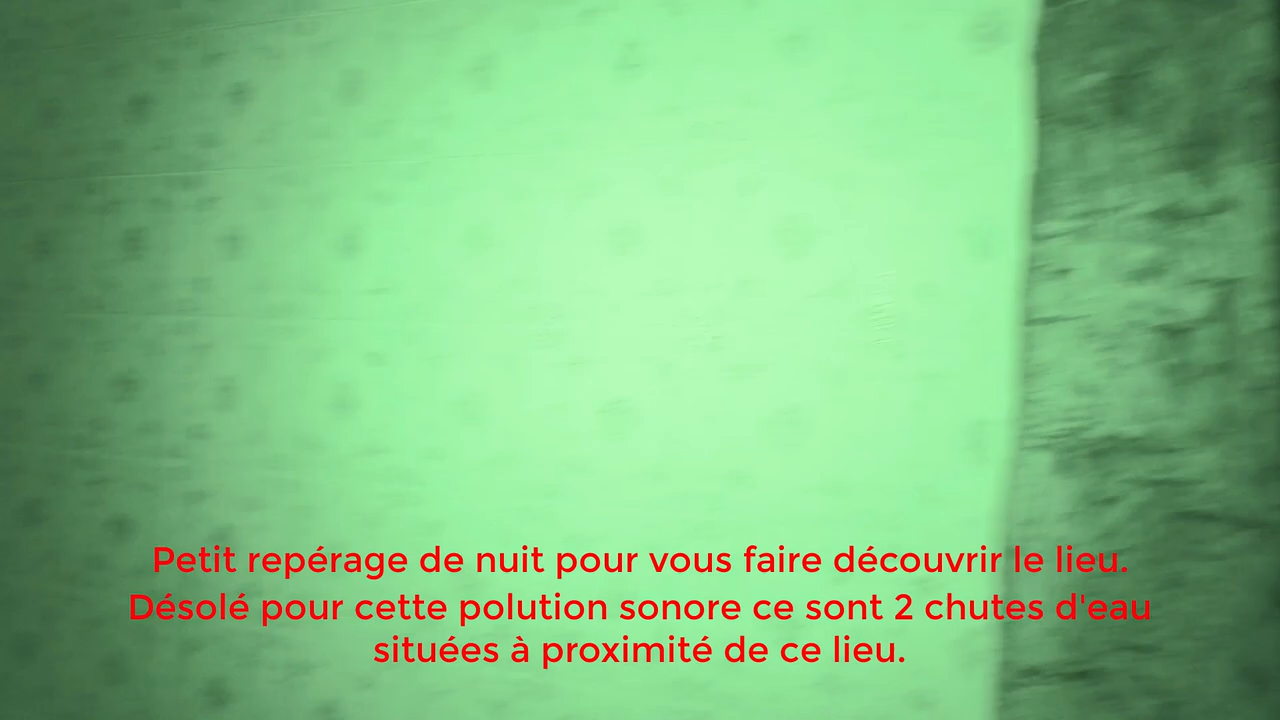 Petit repérage de nuit pour vous faire découvrir le lieu.
Désolé pour cette polution sonore ce sont 2 chutes d'eau
situées à proximité de ce lieu.